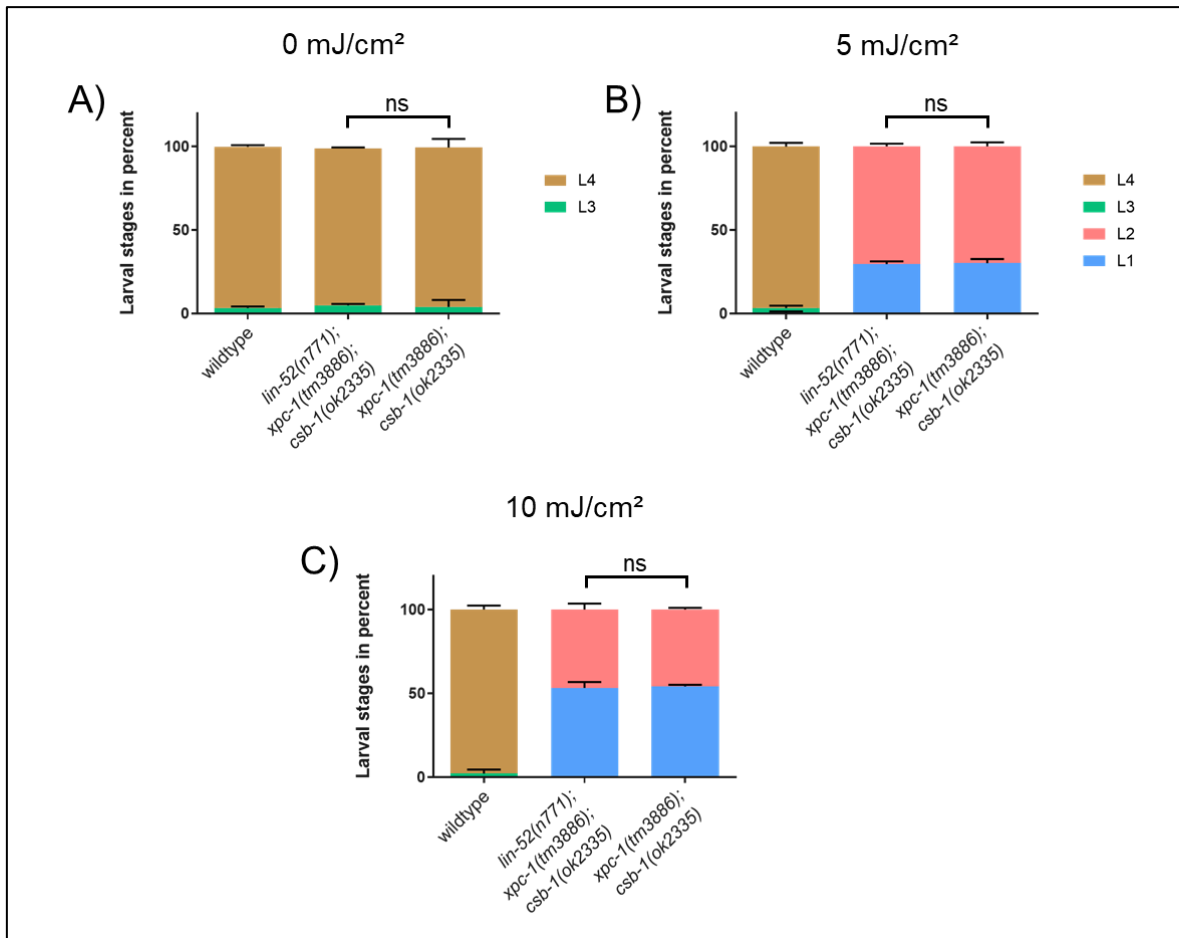 0 mJ/cm²
A)
ns
Larval stages in percent
100
50
0
L4
L3
wildtype
lin-52(n771);
xpc-1(tm3886);
csb-1(ok2335)
xpc-1(tm3886);
csb-1(ok2335)
5 mJ/cm²
B)
ns
Larval stages in percent
100
50
0
L4
L3
L2
L1
wildtype
lin-52(n771);
xpc-1(tm3886);
csb-1(ok2335)
xpc-1(tm3886);
csb-1(ok2335)
10 mJ/cm²
C)
ns
Larval stages in percent
100
50
0
wildtype
lin-52(n771);
xpc-1(tm3886);
csb-1(ok2335)
xpc-1(tm3886);
csb-1(ok2335)